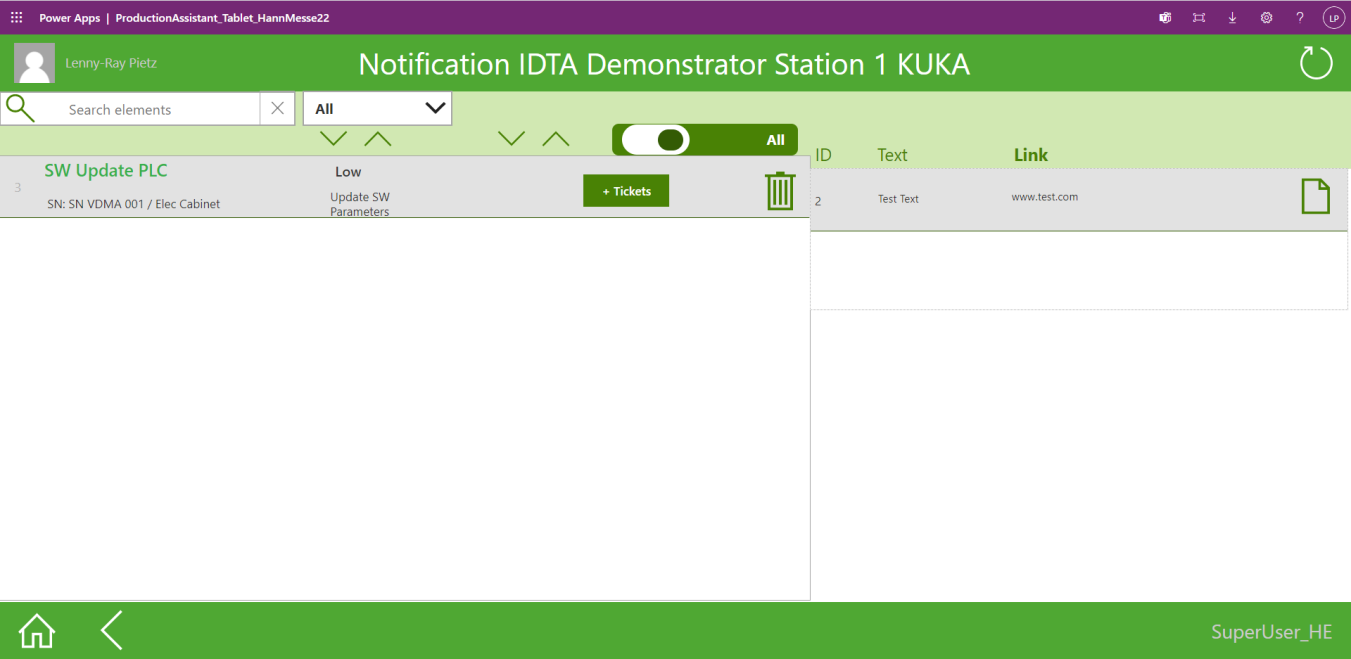 Power Apps | ProductionAssistant_Tablet_HannMesse22
LP
Lenny-Ray Pietz
Notification IDTA Demonstrator Station 1 KUKA
Search elements
All
All
ID Text Link
3
SW Update PLC
SN: SN VDMA 001 / Elec Cabinet
Low
Update SW
Parameters
+ Tickets
2 Test Text www.test.com
SuperUser_HE